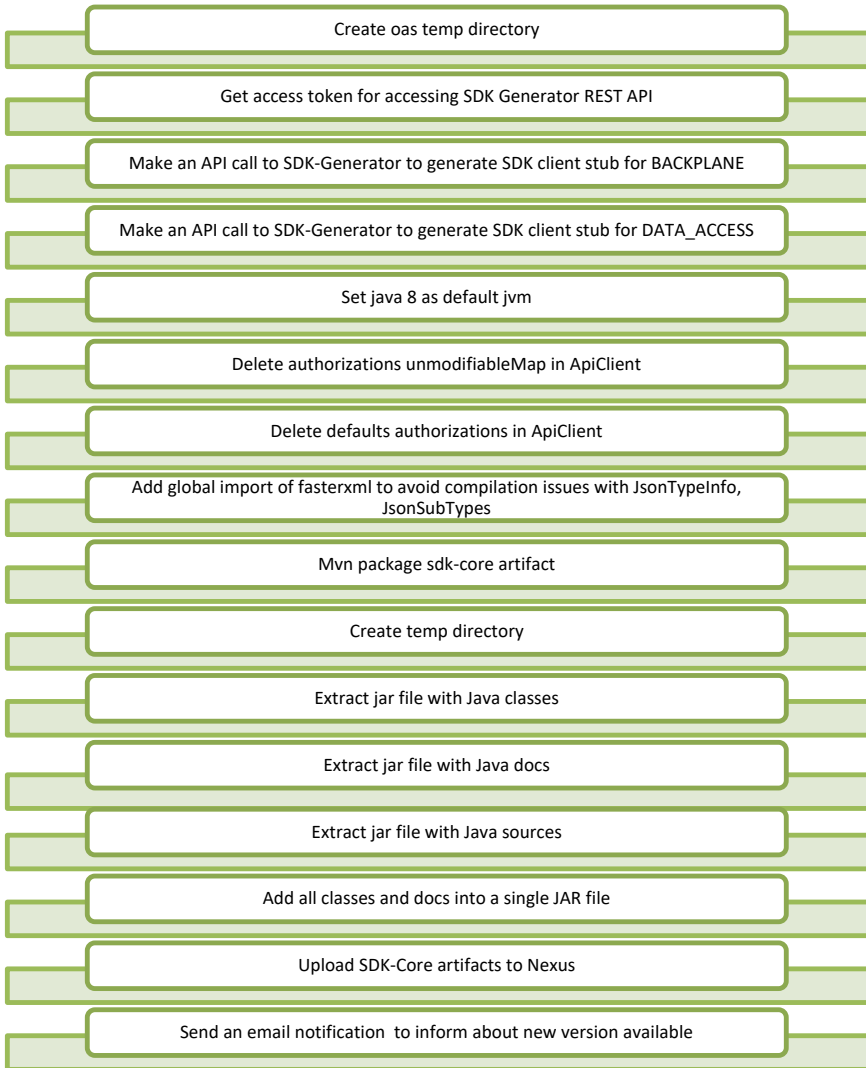 Create oas temp directory
Get access token for accessing SDK Generator REST API
Make an API call to SDK-Generator to generate SDK client stub for BACKPLANE
Make an API call to SDK-Generator to generate SDK client stub for DATA_ACCESS
Set java 8 as default jvm
Delete authorizations unmodifiableMap in ApiClient
Delete defaults authorizations in ApiClient
Add global import of fasterxml to avoid compilation issues with JsonTypeInfo,
JsonSubTypes
Mvn package sdk-core artifact
Create temp directory
Extract jar file with Java classes
Extract jar file with Java docs
Extract jar file with Java sources
Add all classes and docs into a single JAR file
Upload SDK-Core artifacts to Nexus
Send an email notification  to inform about new version available